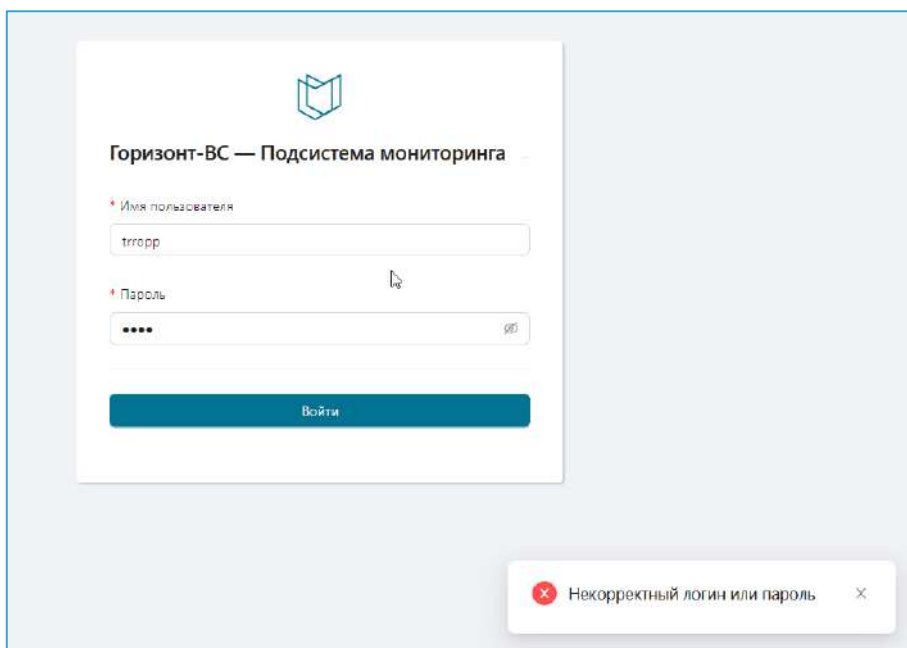 Горизонт-ВС — Подсистема мониторинга
* Имя пользователя
trropp
* Пароль
••••
Войти
Некорректный логин или пароль